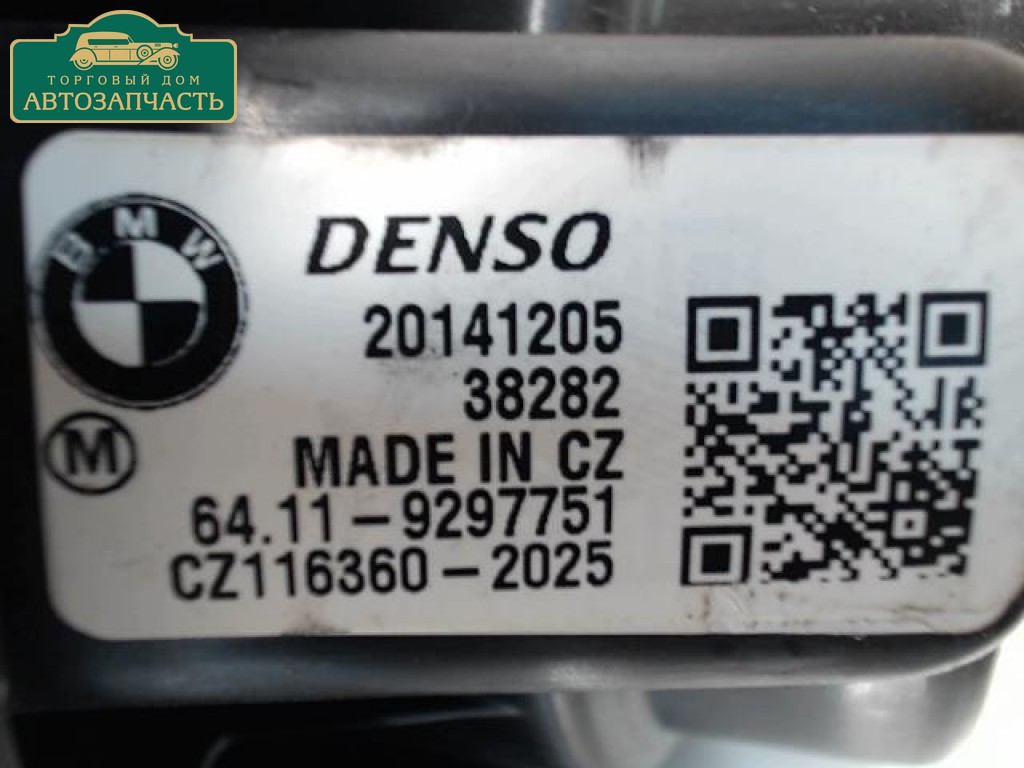 ТОРГОВЫЙ ДОМ
АВТОЗАПЧАСТЬ
BMW
DENSO
20141205
38282
MADE IN CZ
M
64.11-9297751
CZ116360-2025